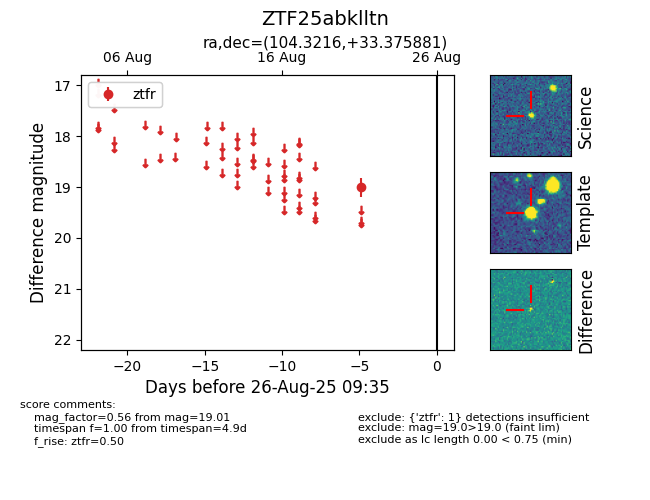 ZTF25abklltn
ra,dec=(104.3216,+33.375881)
06 Aug
16 Aug
26 Aug
ztfr
17
18
19
20
21
22
Difference magnitude
−20
−15
−10
−5
0
Days before 26-Aug-25 09:35
Science
Template
Difference
score comments:
mag_factor=0.56 from mag=19.01
timespan f=1.00 from timespan=4.9d
f_rise: ztfr=0.50
exclude: {'ztfr': 1} detections insufficient
exclude: mag=19.0>19.0 (faint lim)
exclude as lc length 0.00 < 0.75 (min)